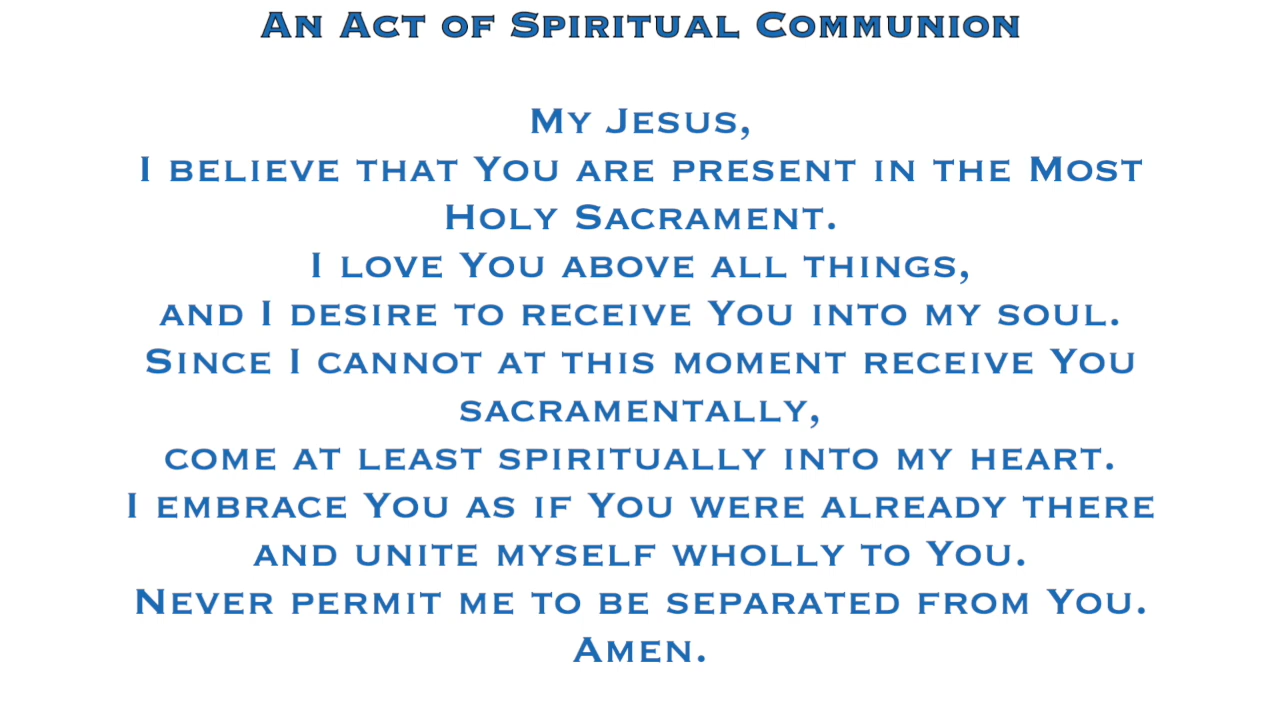 An Act of Spiritual Communion
My Jesus,
I believe that You are present in the Most
Holy Sacrament.
I love You above all things,
and I desire to receive You into my soul.
Since I cannot at this moment receive You
sacramentally,
come at least spiritually into my heart.
I embrace You as if You were already there
and unite myself wholly to You.
Never permit me to be separated from You.
Amen.